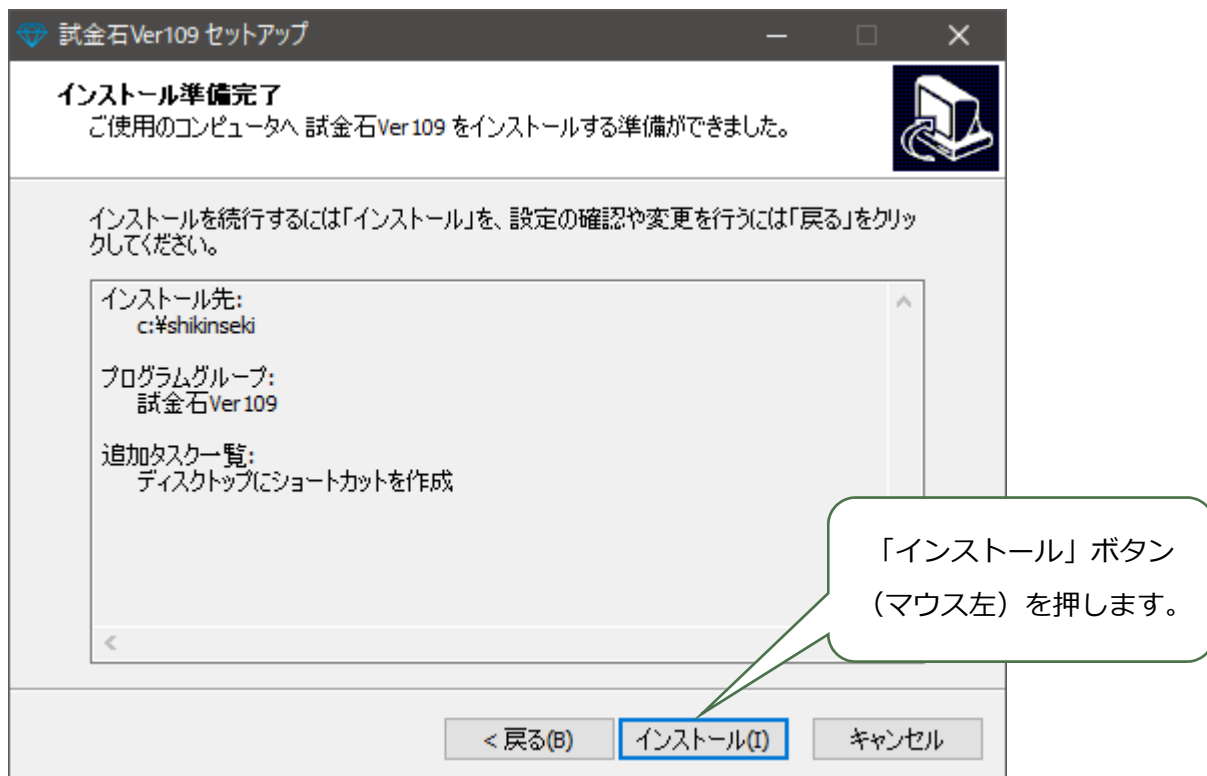 試金石Ver109 セットアップ
インストール準備完了
ご使用のコンピュータへ 試金石Ver109 をインストールする準備ができました。
インストールを続行するには「インストール」を、設定の確認や変更を行うには「戻る」をクリッ
クしてください。
インストール先:
c:¥shikinseki
プログラムグループ:
試金石Ver109
追加タスク一覧:
ディスクトップにショートカットを作成
「インストール」ボタン
（マウス左）を押します。
< 戻る(B)
インストール(I)
キャンセル